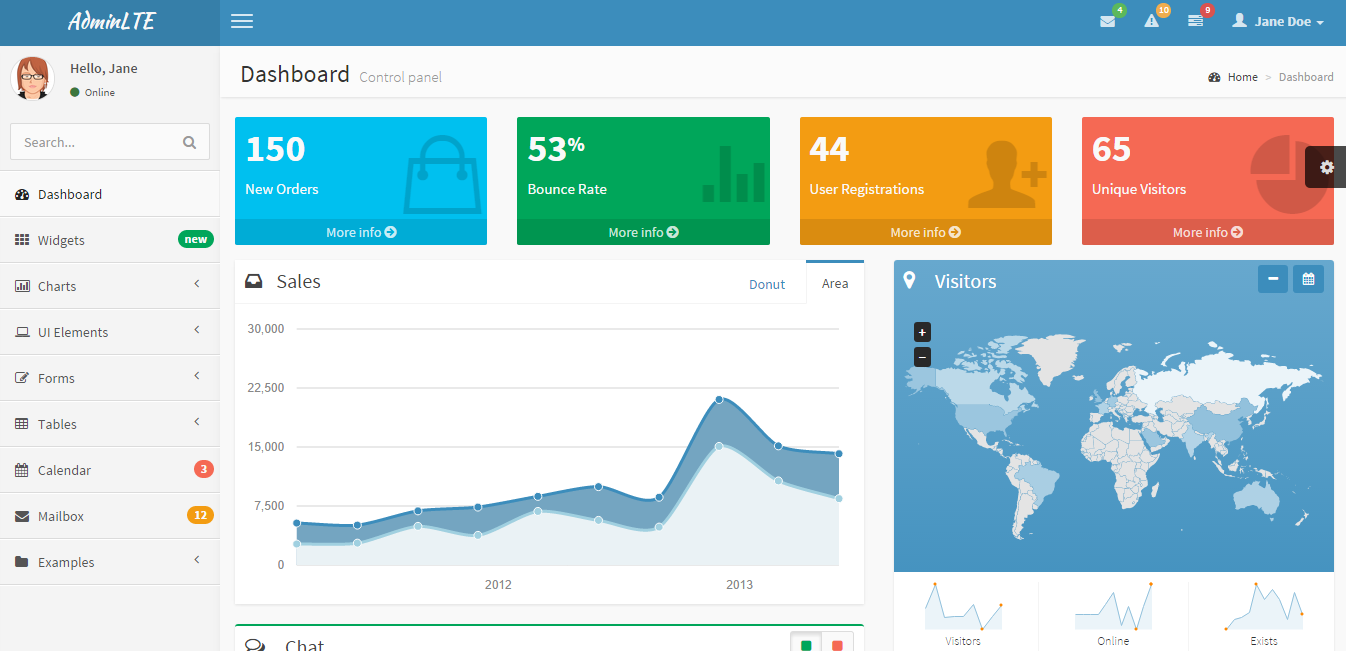 AdminLTE
4
10
9
Jane Doe
Hello, Jane
Online
Search...
Dashboard
Widgets new
Charts
UI Elements
Forms
Tables
Calendar 3
Mailbox 12
Examples
Dashboard Control panel
Home > Dashboard
150
New Orders
More info
53%
Bounce Rate
More info
44
User Registrations
More info
65
Unique Visitors
More info
Sales
Donut
Area
30,000
22,500
15,000
7,500
0
2012
2013
Visitors
+
−
Visitors
Online
Exists
Chat